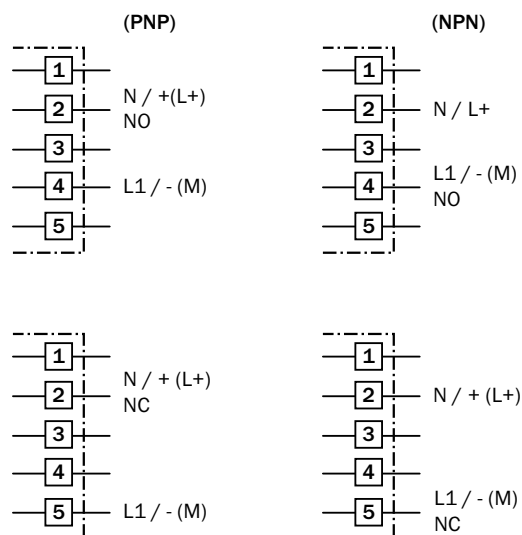 (PNP)
1
2
N / +(L+)
NO
3
4
L1 / - (M)
5
(NPN)
1
2
N / L+
3
4
L1 / - (M)
NO
5
1
2
N / + (L+)
NC
3
4
5
L1 / - (M)
1
2
N / + (L+)
3
4
5
L1 / - (M)
NC